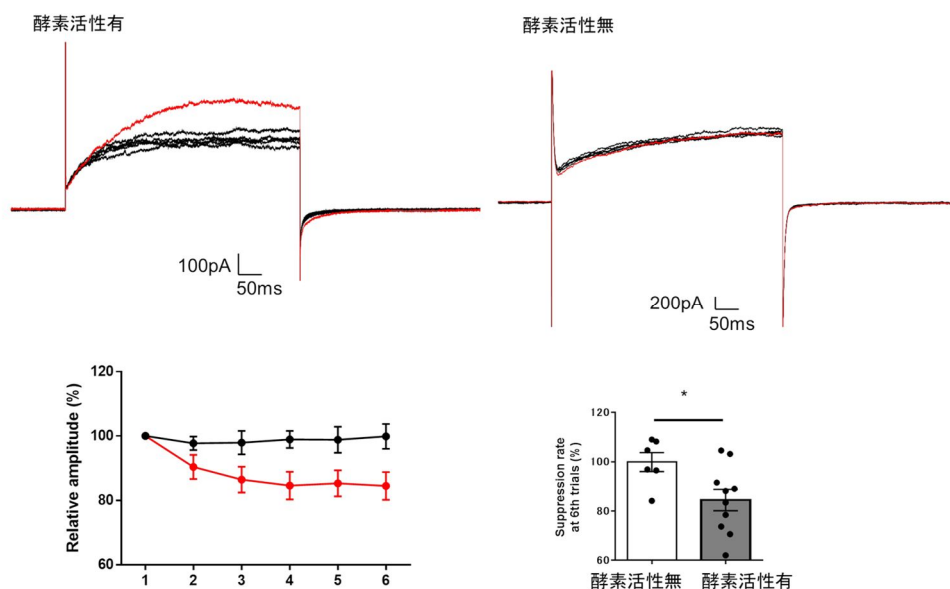 酵素活性有
酵素活性無
100pA
50ms
200pA
50ms
Relative amplitude (%)
120
100
80
60
1 2 3 4 5 6
Suppression rate
at 6th trials (%)
*
120
100
80
60
酵素活性無 酵素活性有